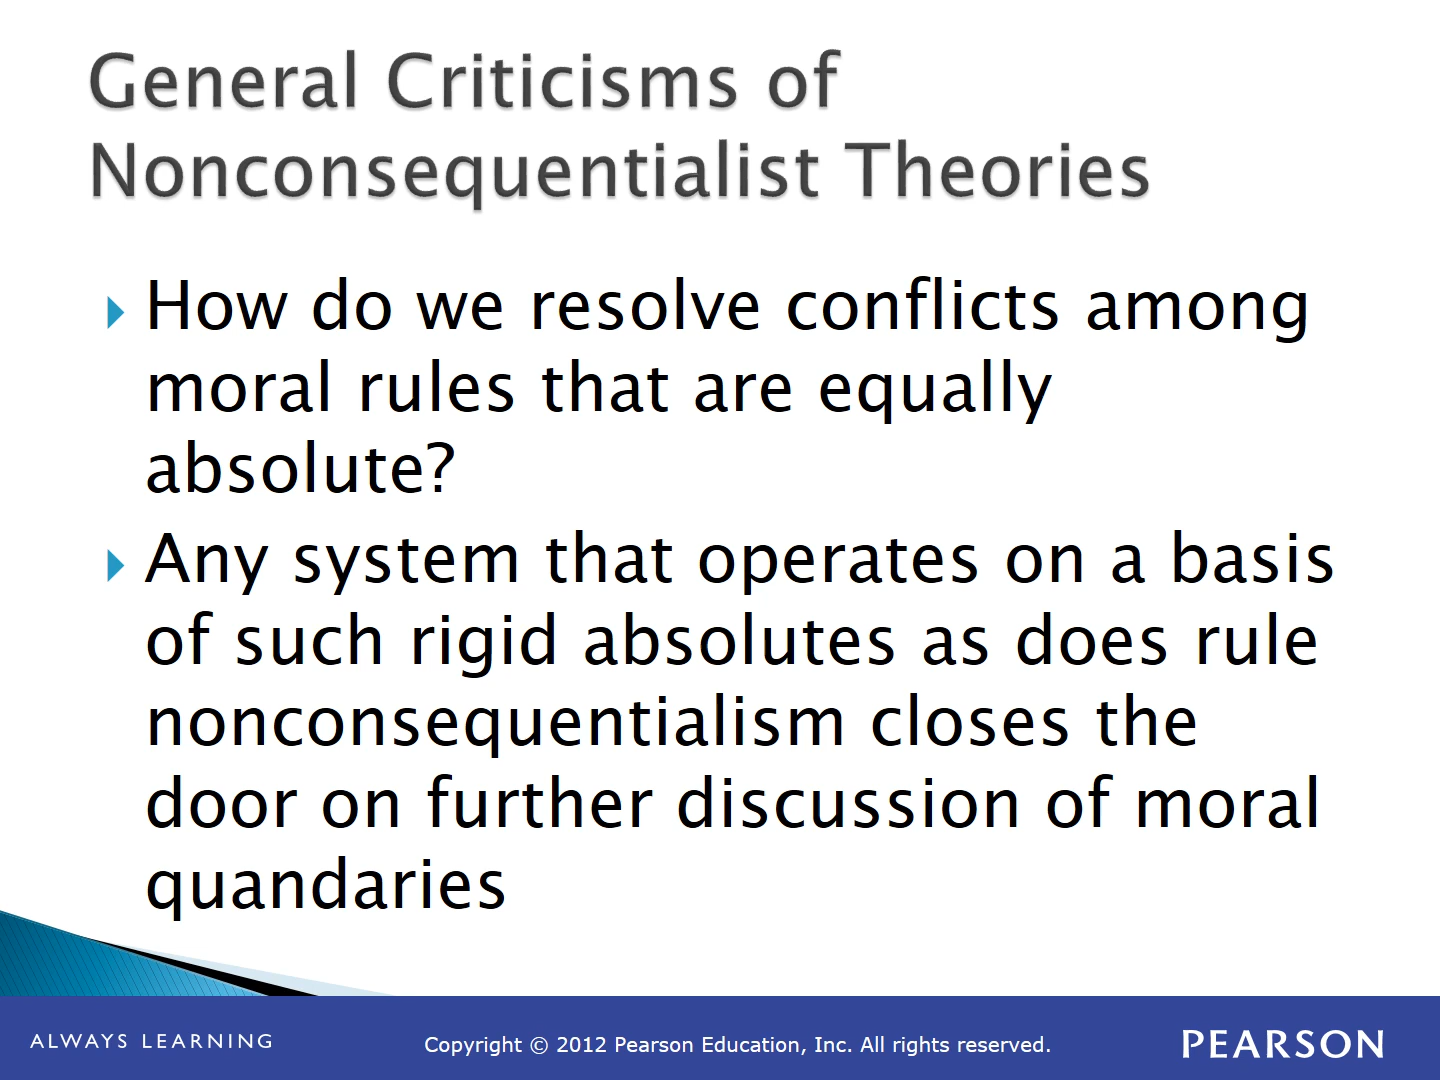 General Criticisms of
Nonconsequentialist Theories
How do we resolve conflicts among
moral rules that are equally
absolute?
Any system that operates on a basis
of such rigid absolutes as does rule
nonconsequentialism closes the
door on further discussion of moral
quandaries
ALWAYS LEARNING
Copyright © 2012 Pearson Education, Inc. All rights reserved.
PEARSON